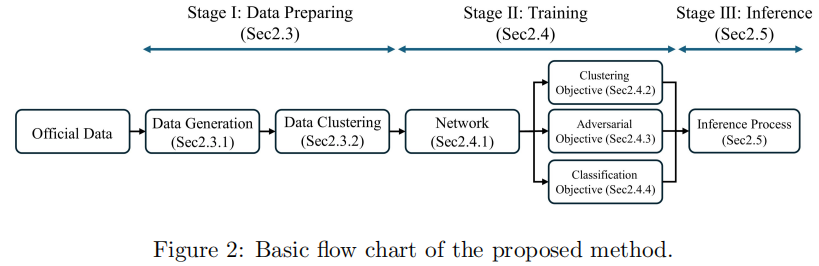 Stage I: Data Preparing
(Sec2.3)
Stage II: Training
(Sec2.4)
Stage III: Inference
(Sec2.5)
Official Data
Data Generation
(Sec2.3.1)
Data Clustering
(Sec2.3.2)
Network
(Sec2.4.1)
Clustering
Objective (Sec2.4.2)
Adversarial
Objective (Sec2.4.3)
Classification
Objective (Sec2.4.4)
Inference Process
(Sec2.5)
Figure 2: Basic flow chart of the proposed method.